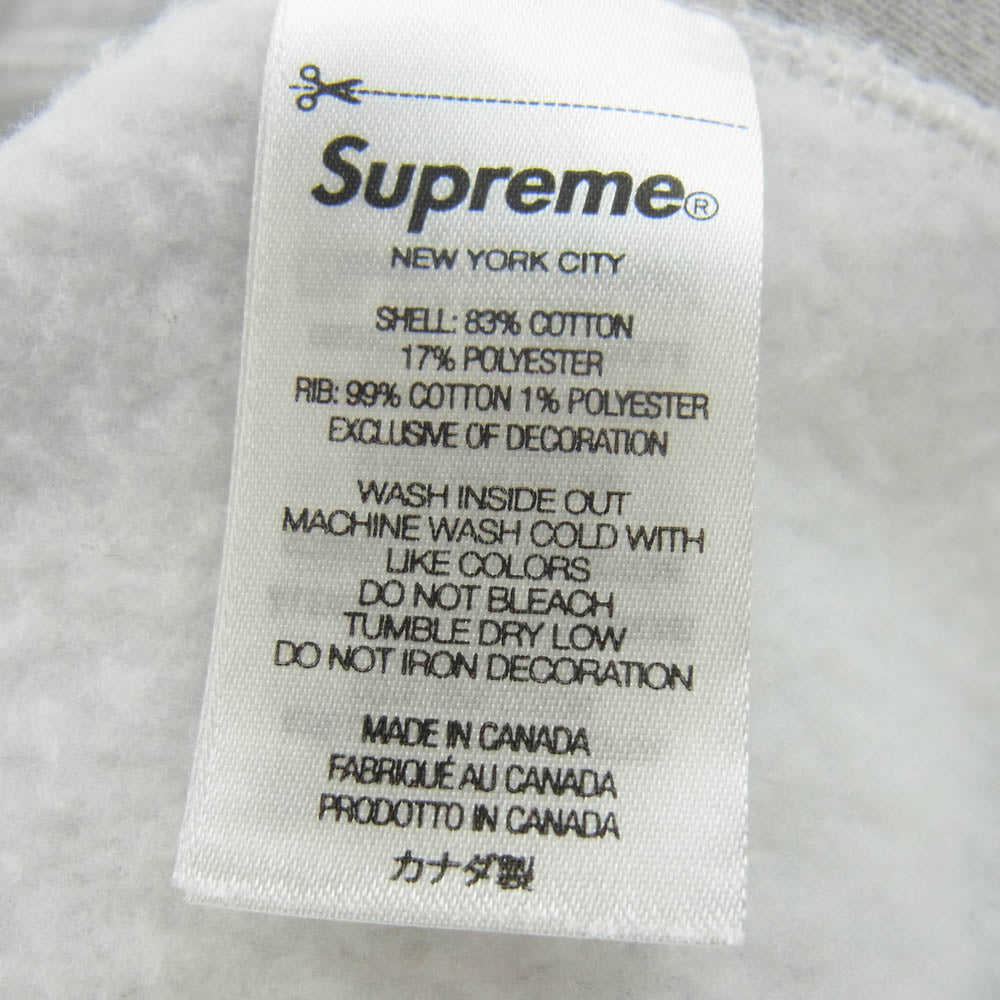 Supreme®
NEW YORK CITY
SHELL: 83% COTTON
17% POLYESTER
RIB: 99% COTTON 1% POLYESTER
EXCLUSIVE OF DECORATION
WASH INSIDE OUT
MACHINE WASH COLD WITH
LIKE COLORS
DO NOT BLEACH
TUMBLE DRY LOW
DO NOT IRON DECORATION
MADE IN CANADA
FABRIQUÉ AU CANADA
PRODOTTO IN CANADA
カナダ製